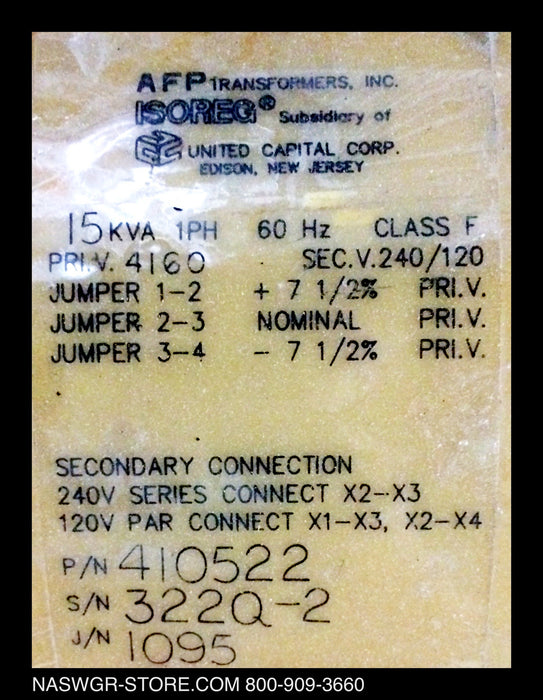 AFP TRANSFORMERS, INC.
ISOREG® Subsidiary of
UNITED CAPITAL CORP.
EDISON, NEW JERSEY
15 KVA 1PH 60 Hz CLASS F
PRI.V. 4160 SEC.V.240/120
JUMPER 1-2 + 7 1/2% PRI.V.
JUMPER 2-3 NOMINAL PRI.V.
JUMPER 3-4 - 7 1/2% PRI.V.
SECONDARY CONNECTION
240V SERIES CONNECT X2-X3
120V PAR CONNECT X1-X3, X2-X4
P/N 410522
S/N 322Q-2
J/N 1095
NASWGR-STORE.COM 800-909-3660